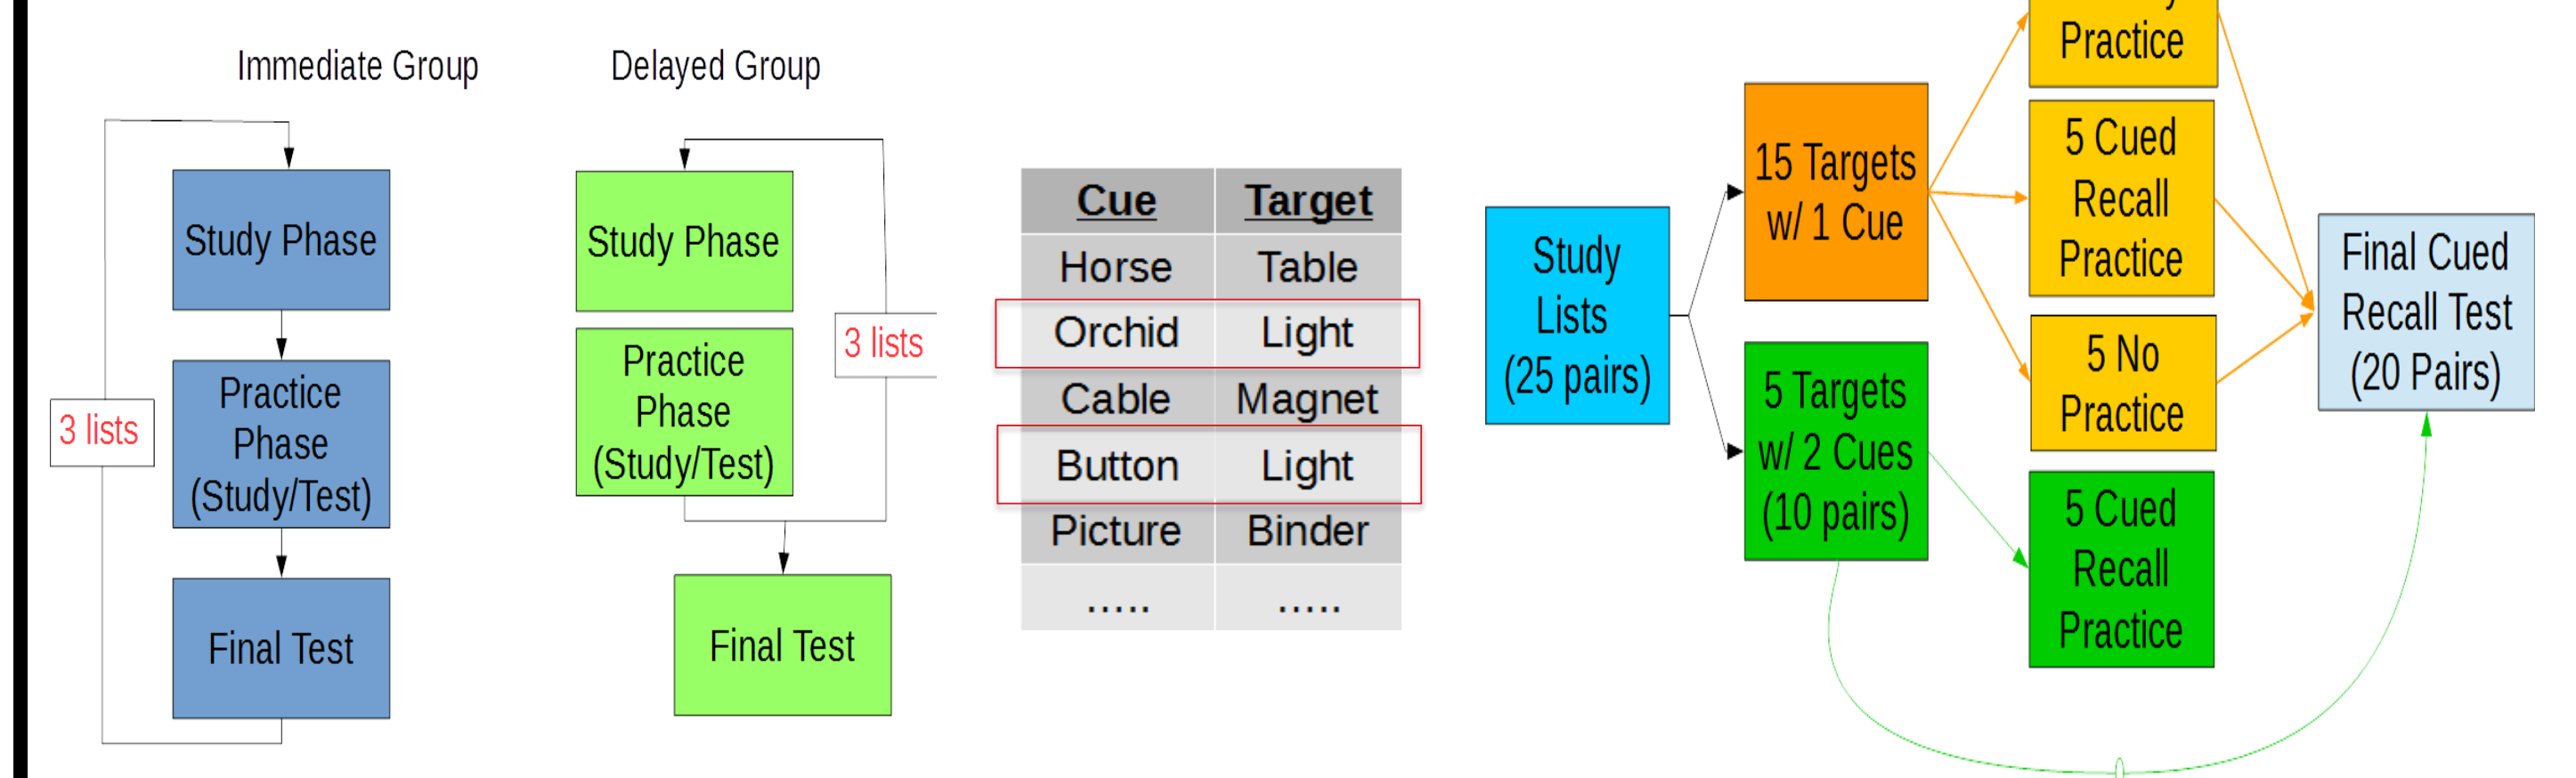 Immediate Group
Study Phase
Practice
Phase
(Study/Test)
Final Test
3 lists
Delayed Group
Study Phase
Practice
Phase
(Study/Test)
3 lists
Final Test
Cue Target
Horse Table
Orchid Light
Cable Magnet
Button Light
Picture Binder
..... .....
Study
Lists
(25 pairs)
15 Targets
w/ 1 Cue
5 Targets
w/ 2 Cues
(10 pairs)
Practice
5 Cued
Recall
Practice
5 No
Practice
5 Cued
Recall
Practice
Final Cued
Recall Test
(20 Pairs)